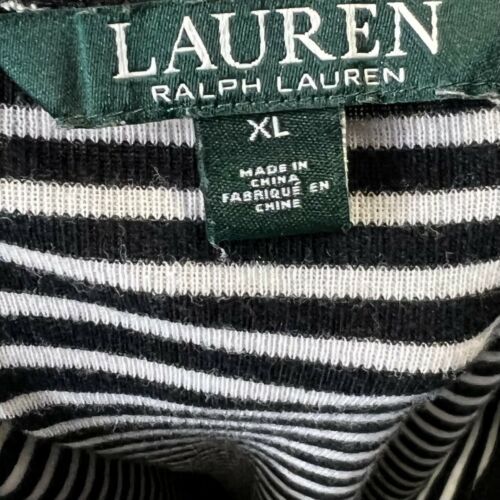 LAUREN
RALPH LAUREN
XL
MADE IN
CHINA
FABRIQUÉ EN
CHINE